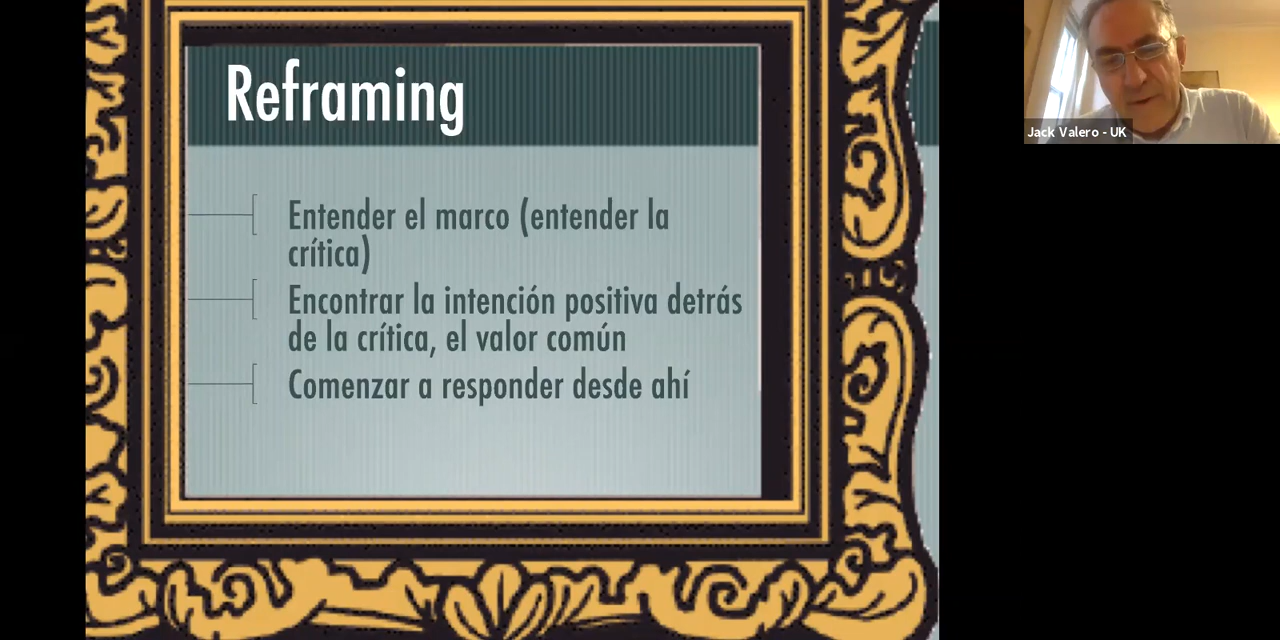 Reframing
Entender el marco (entender la
crítica)
Encontrar la intención positiva detrás
de la crítica, el valor común
Comenzar a responder desde ahí
Jack Valero - UK